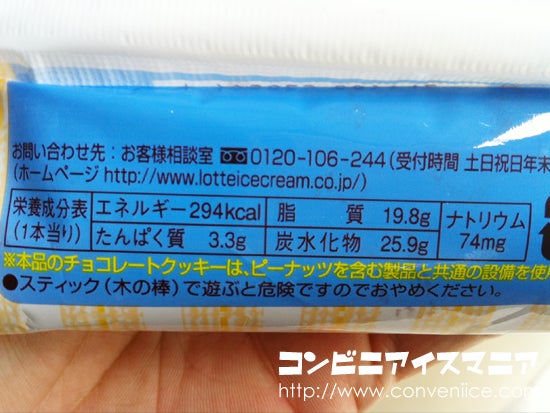 お問い合わせ先：お客様相談室 0120-106-244(受付時間 土日祝日年末
(ホームページ http://www.lotteicecream.co.jp/)
栄養成分表 エネルギー294kcal 脂質 19.8g ナトリウム
(1本当り) たんぱく質 3.3g 炭水化物 25.9g 74mg
※本品のチョコレートクッキーは、ピーナッツを含む製品と共通の設備を使用
●スティック(木の棒)で遊ぶと危険ですのでおやめください。
コンビニアイスマニア
http://www.conveniice.com/